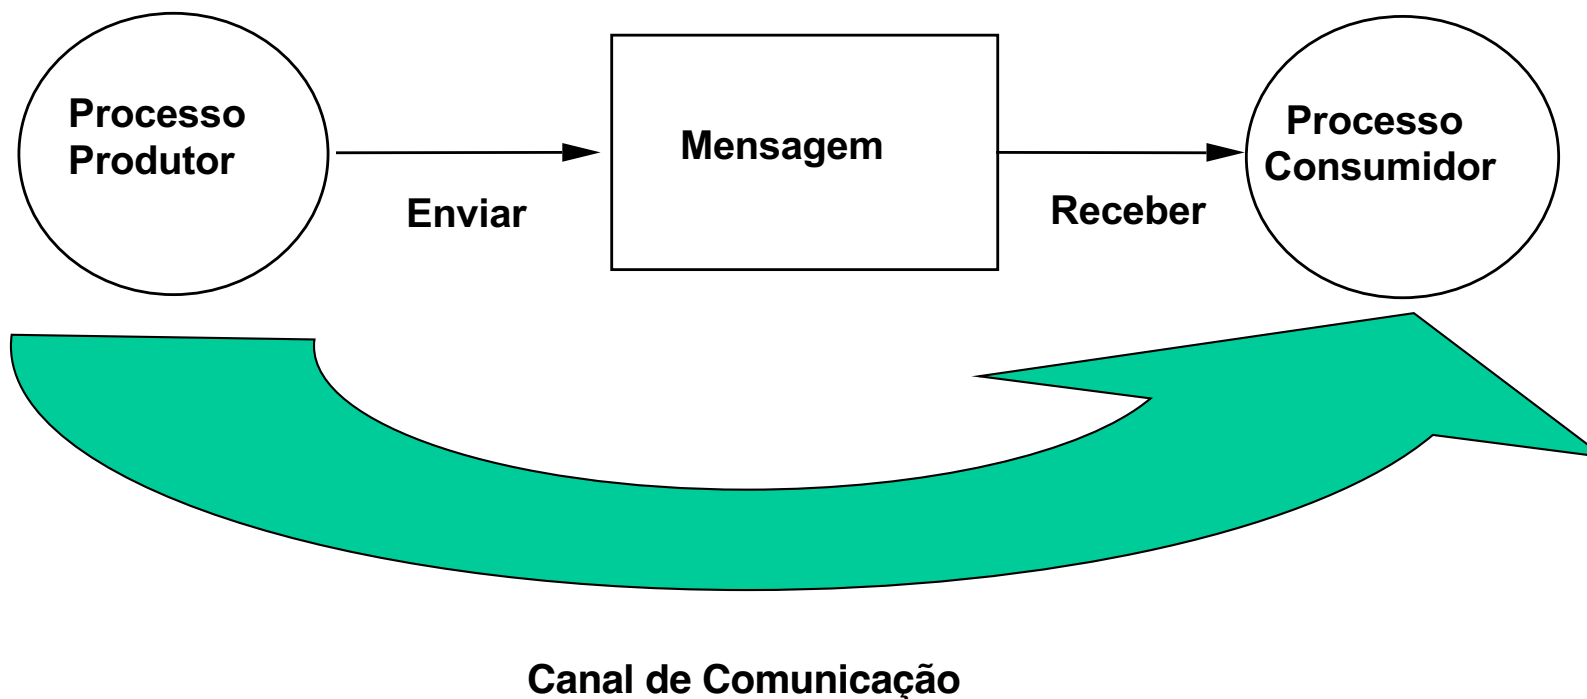 Processo
Produtor
Enviar
Mensagem
Receber
Processo
Consumidor
Canal de Comunicação